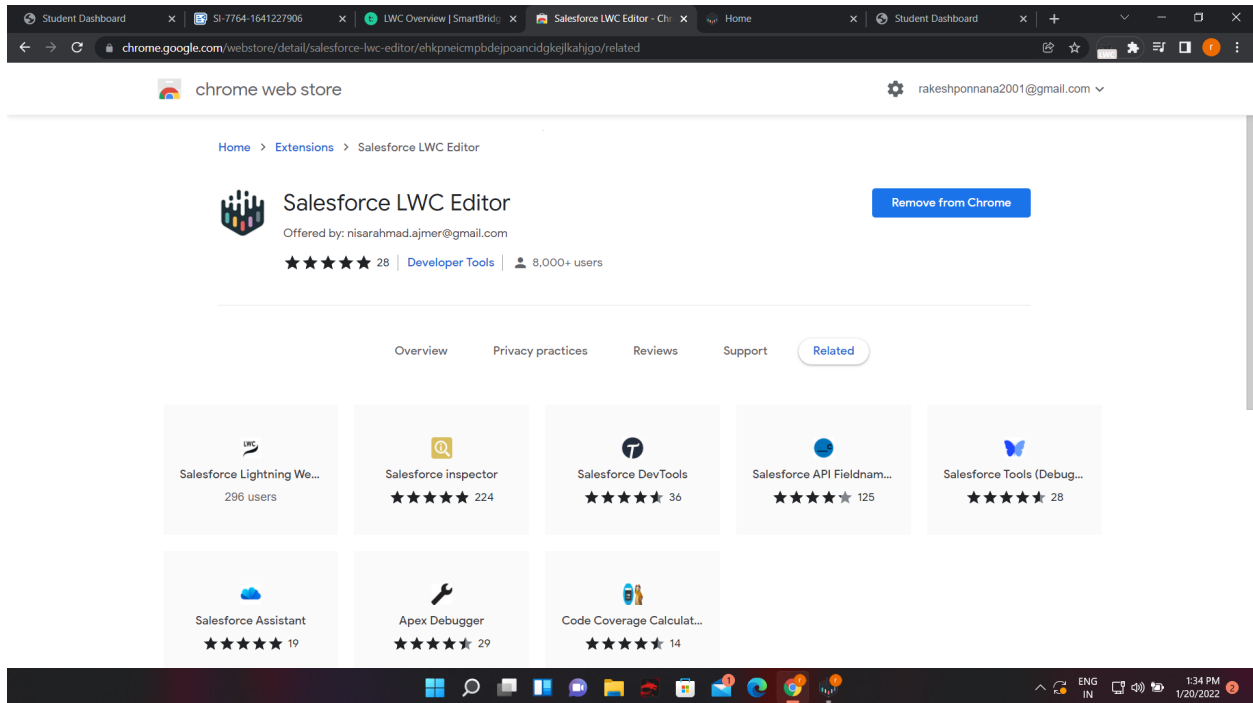 Student Dashboard
SI-7764-1641227906
LWC Overview | SmartBridg
Salesforce LWC Editor - Chr
Home
Student Dashboard
chrome.google.com/webstore/detail/salesforce-lwc-editor/ehkpneicmpbdejpoancidgkejlkahjgo/related
LWC
r
chrome web store
rakeshponnana2001@gmail.com
Home > Extensions > Salesforce LWC Editor
Salesforce LWC Editor
Remove from Chrome
Offered by: nisarahmad.ajmer@gmail.com
28 Developer Tools 8,000+ users
Overview Privacy practices Reviews Support Related
LWC
Salesforce Lightning We... Salesforce inspector Salesforce DevTools Salesforce API Fieldnam... Salesforce Tools (Debug...
296 users 224 36 125 28
Salesforce Assistant Apex Debugger Code Coverage Calculat...
19 29 14
1 r r
ENG 1:34 PM
IN 1/20/2022 2